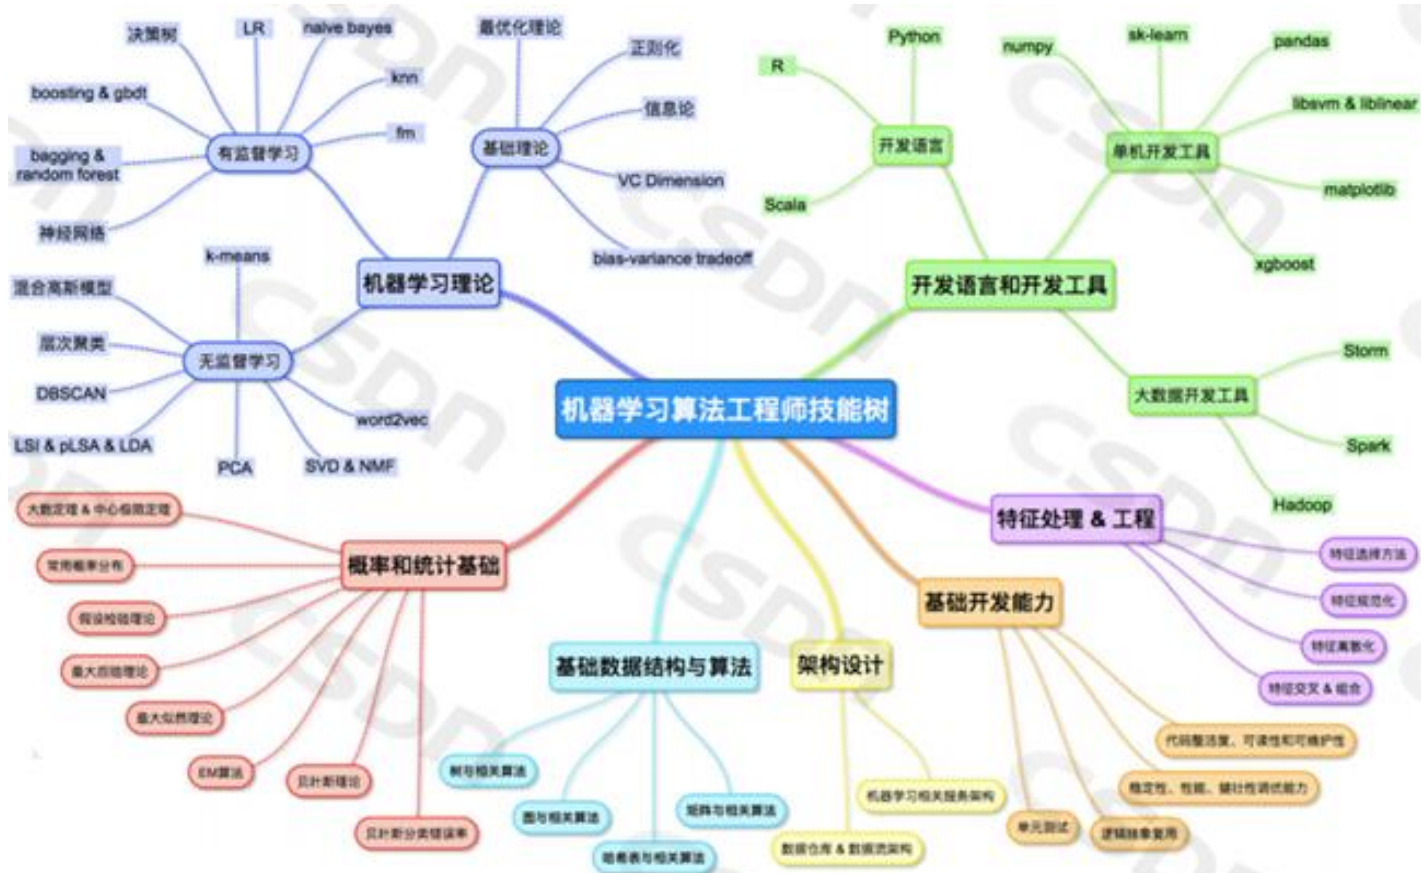 决策树
LR
naive bayes
knn
fm
boosting & gbdt
bagging &
random forest
神经网络
有监督学习
最优化理论
正则化
信息论
VC Dimension
bias-variance tradeoff
基础理论
机器学习理论
k-means
混合高斯模型
层次聚类
DBSCAN
LSI & pLSA & LDA
PCA
SVD & NMF
word2vec
无监督学习
R
Python
Scala
开发语言
numpy
sk-learn
pandas
libsvm & liblinear
matplotlib
xgboost
单机开发工具
开发语言和开发工具
大数据开发工具
Storm
Spark
Hadoop
机器学习算法工程师技能树
大数定理 & 中心极限定理
常用概率分布
假设检验理论
最大后验理论
最大似然理论
EM算法
贝叶斯理论
贝叶斯分类错误率
概率和统计基础
基础数据结构与算法
树与相关算法
图与相关算法
哈希表与相关算法
矩阵与相关算法
架构设计
机器学习相关服务架构
数据仓库 & 数据流架构
基础开发能力
单元测试
逻辑抽象复用
稳定性、性能、健壮性调试能力
代码整洁度、可读性和可维护性
特征处理 & 工程
特征选择方法
特征规范化
特征离散化
特征交叉 & 组合
CSDN
CSDN
CSDN
CSDN
CSDN
CSDN